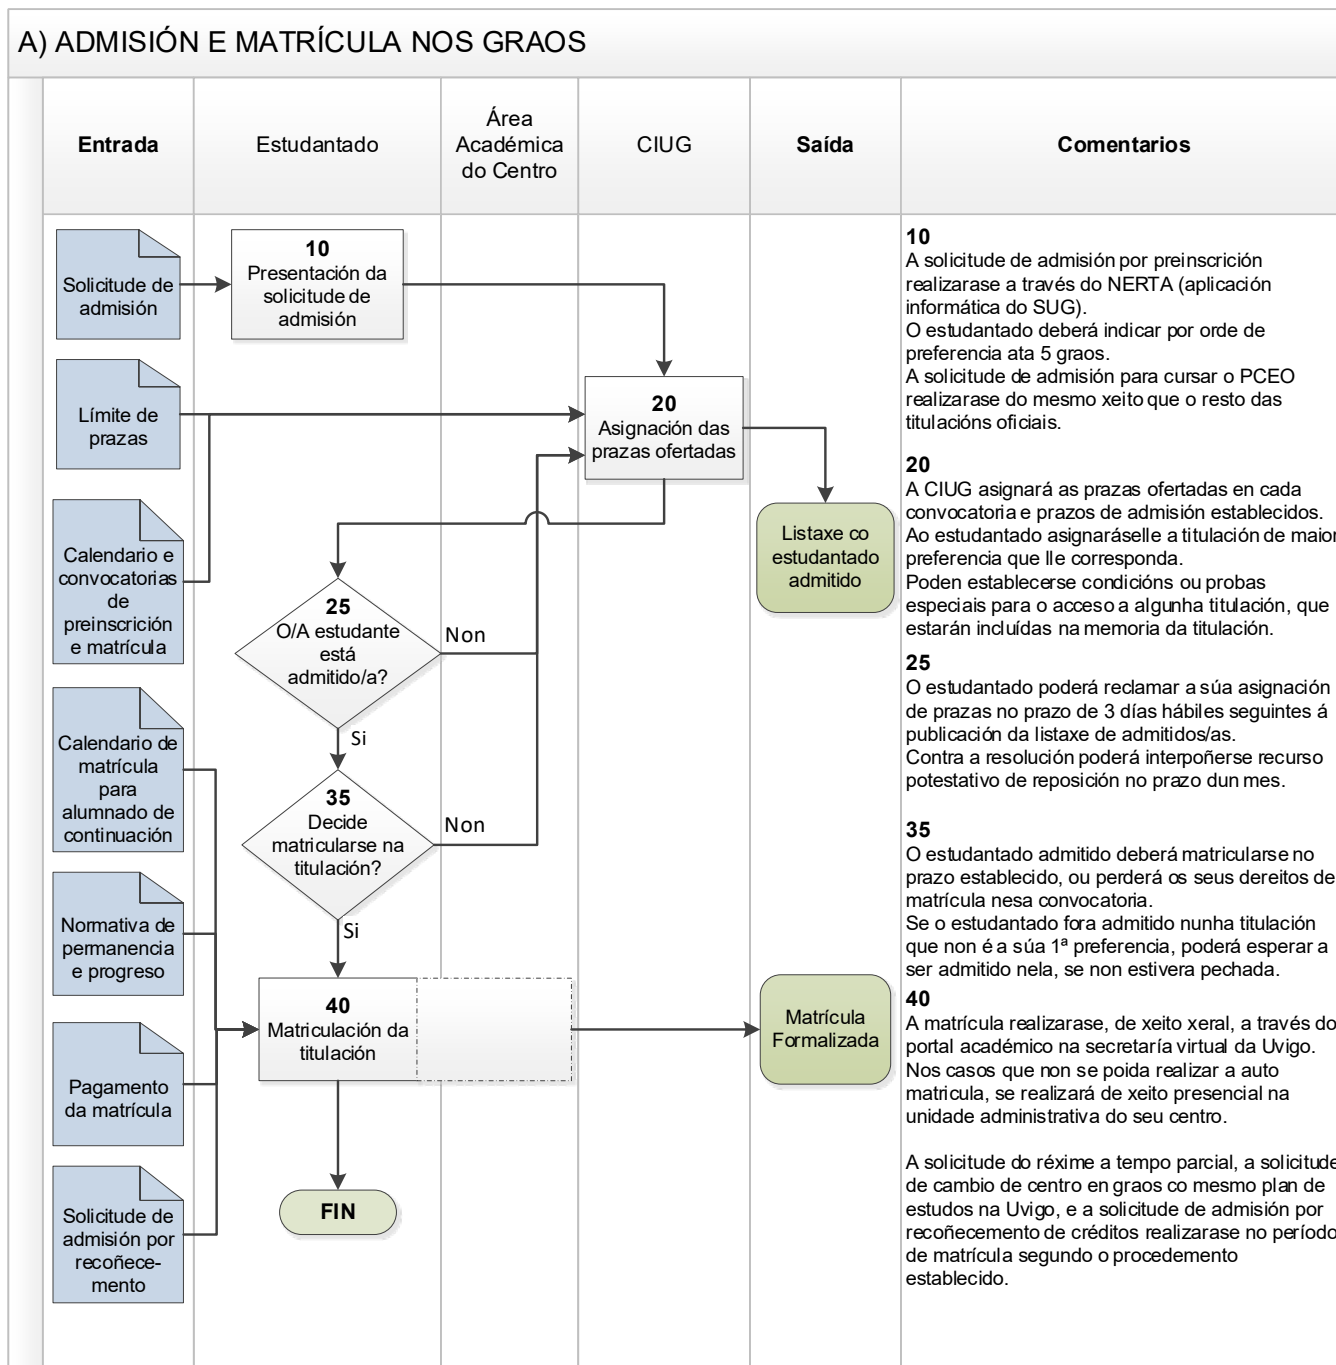 A) ADMISIÓN E MATRÍCULA NOS GRAOS
Entrada
Estudantado
Área
Académica
do Centro
CIUG
Saída
Comentarios
Solicitude de
admisión
Límite de
prazas
Calendario e
convocatorias
de
preinscrición
e matrícula
Calendario de
matrícula
para
alumnado de
continuación
Normativa de
permanencia
e progreso
Pagamento
da matrícula
Solicitude de
admisión por
recoñece-
mento
10
Presentación da
solicitude de
admisión
20
Asignación das
prazas ofertadas
Listaxe co
estudantado
admitido
25
O/A estudante
está
admitido/a?
Non
Si
35
Decide
matricularse na
titulación?
Non
Si
40
Matriculación da
titulación
Matrícula
Formalizada
FIN
10
A solicitude de admisión por preinscrición
realizarase a través do NERTA (aplicación
informática do SUG).
O estudantado deberá indicar por orde de
preferencia ata 5 graos.
A solicitude de admisión para cursar o PCEO
realizarase do mesmo xeito que o resto das
titulacións oficiais.
20
A CIUG asignará as prazas ofertadas en cada
convocatoria e prazos de admisión establecidos.
Ao estudantado asignaráselle a titulación de maior
preferencia que lle corresponda.
Poden establecerse condicións ou probas
especiais para o acceso a algunha titulación, que
estarán incluídas na memoria da titulación.
25
O estudantado poderá reclamar a súa asignación
de prazas no prazo de 3 días hábiles seguintes á
publicación da listaxe de admitidos/as.
Contra a resolución poderá interpoñerse recurso
potestativo de reposición no prazo dun mes.
35
O estudantado admitido deberá matricularse no
prazo establecido, ou perderá os seus dereitos de
matrícula nesa convocatoria.
Se o estudantado fora admitido nunha titulación
que non é a súa 1ª preferencia, poderá esperar a
ser admitido nela, se non estivera pechada.
40
A matrícula realizarase, de xeito xeral, a través do
portal académico na secretaría virtual da Uvigo.
Nos casos que non se poida realizar a auto
matricula, se realizará de xeito presencial na
unidade administrativa do seu centro.
A solicitude do réxime a tempo parcial, a solicitude
de cambio de centro en graos co mesmo plan de
estudos na Uvigo, e a solicitude de admisión por
recoñecemento de créditos realizarase no período
de matrícula segundo o procedemento
establecido.